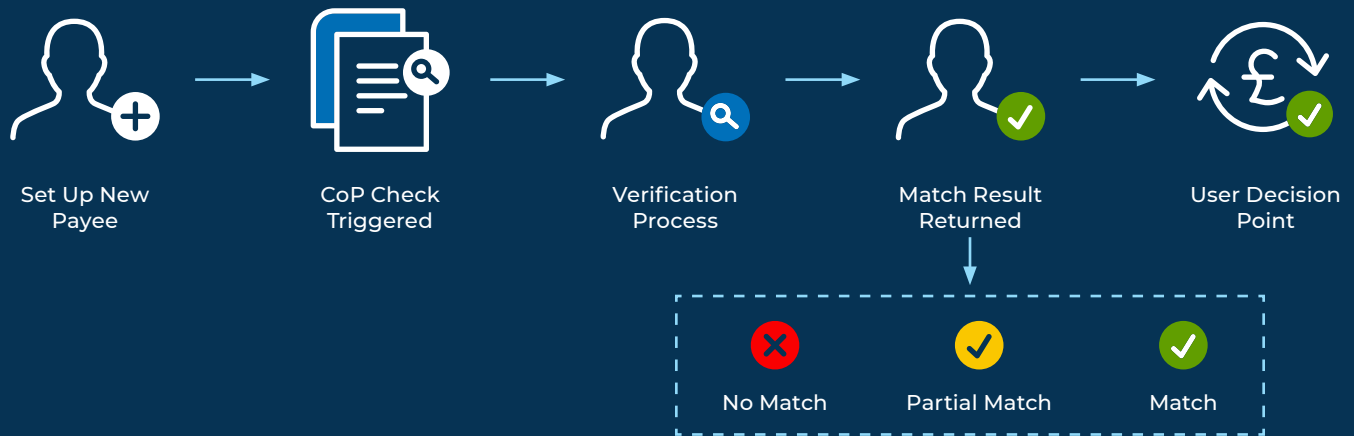 Set Up New
Payee
CoP Check
Triggered
Verification
Process
Match Result
Returned
User Decision
Point
No Match
Partial Match
Match